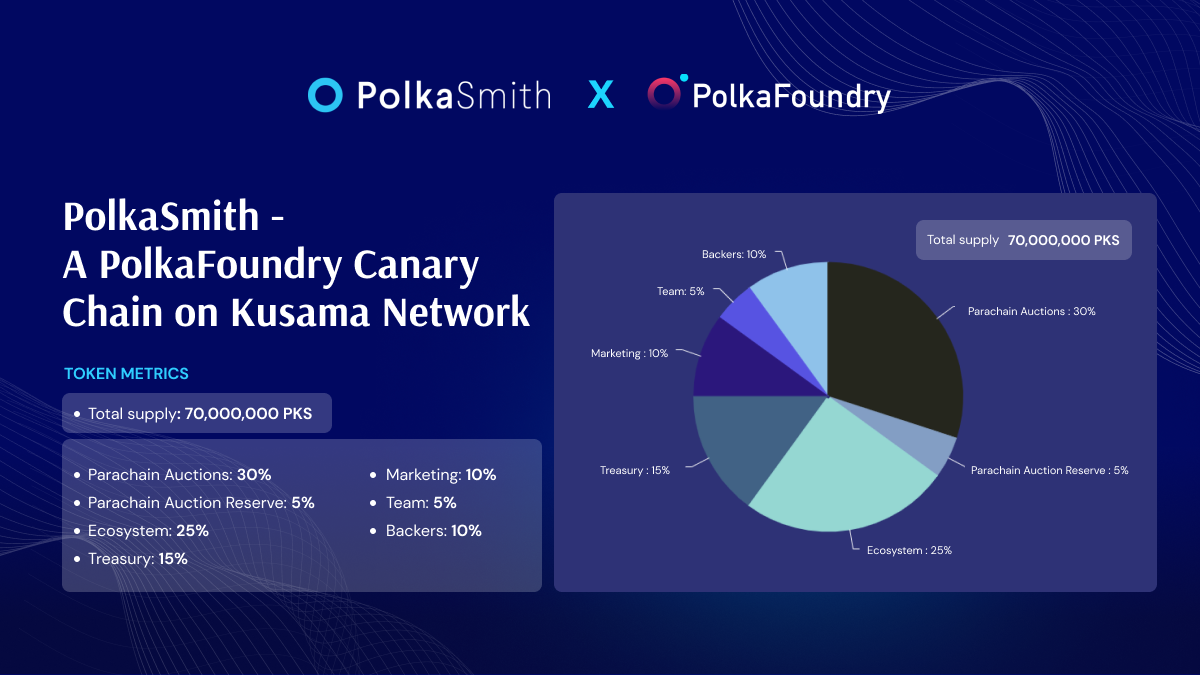 PolkaSmith X PolkaFoundry
PolkaSmith -
A PolkaFoundry Canary
Chain on Kusama Network
TOKEN METRICS
• Total supply: 70,000,000 PKS
• Parachain Auctions: 30%
• Parachain Auction Reserve: 5%
• Ecosystem: 25%
• Treasury: 15%
• Marketing: 10%
• Team: 5%
• Backers: 10%
Total supply 70,000,000 PKS
Backers: 10%
Team: 5%
Marketing : 10%
Treasury : 15%
Parachain Auctions : 30%
Parachain Auction Reserve : 5%
Ecosystem : 25%